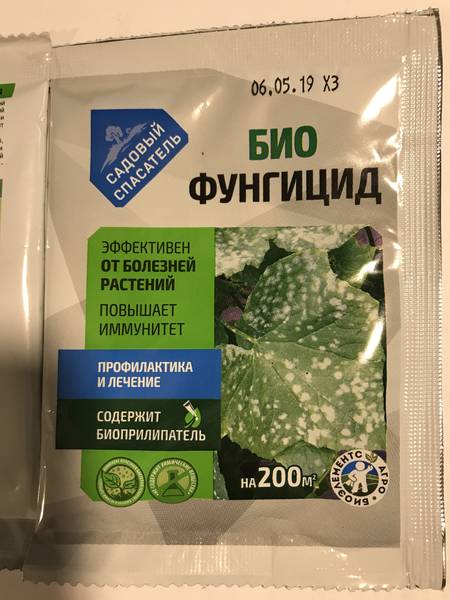 06.05.19 Х3
САДОВЫЙ
СПАСАТЕЛЬ
БИО
ФУНГИЦИД
ЭФФЕКТИВЕН
ОТ БОЛЕЗНЕЙ
РАСТЕНИЙ
ПОВЫШАЕТ
ИММУНИТЕТ
ПРОФИЛАКТИКА
И ЛЕЧЕНИЕ
СОДЕРЖИТ
БИОПРИЛИПАТЕЛЬ
НА 200 М²
БИОЭЛЕМЕНТС АГРО